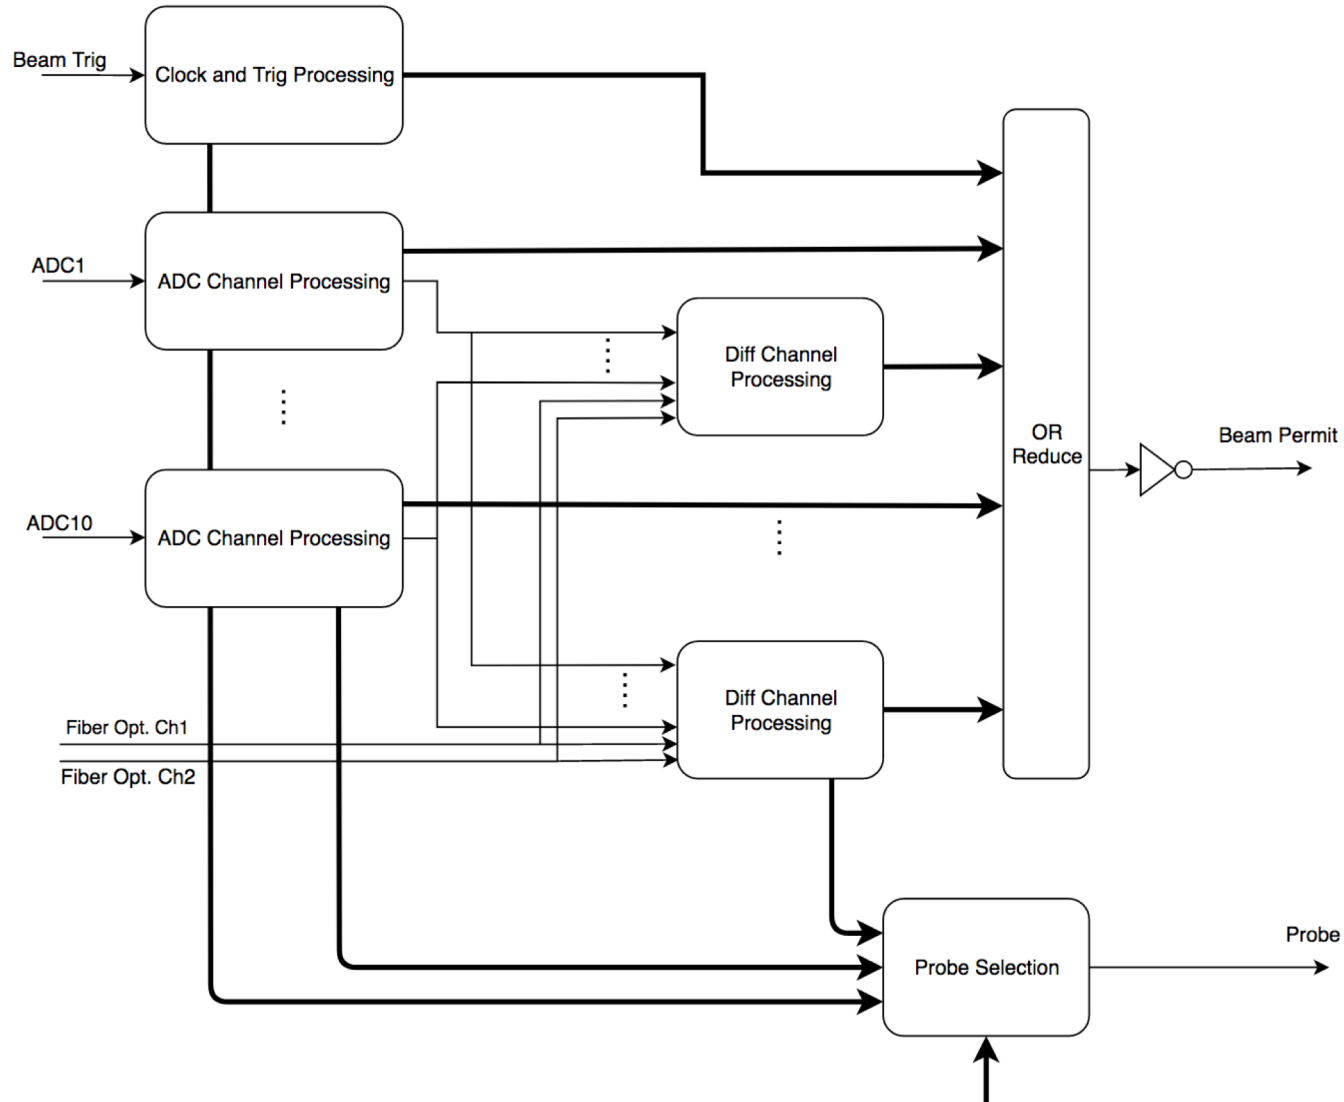 Beam Trig
Clock and Trig Processing
ADC1
ADC Channel Processing
Diff Channel
Processing
OR
Reduce
Beam Permit
ADC10
ADC Channel Processing
Diff Channel
Processing
Fiber Opt. Ch1
Fiber Opt. Ch2
Probe Selection
Probe